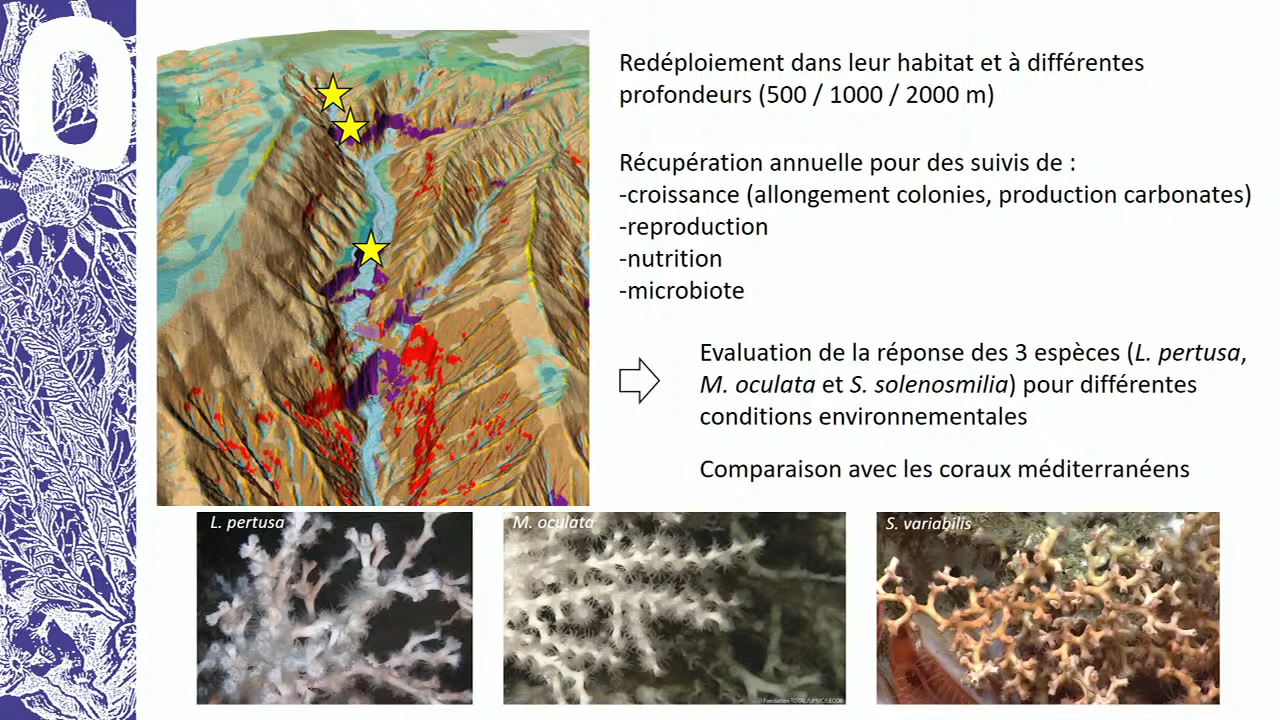 Redéploiement dans leur habitat et à différentes
profondeurs (500 / 1000 / 2000 m)
Récupération annuelle pour des suivis de :
-croissance (allongement colonies, production carbonates)
-reproduction
-nutrition
-microbiote
Evaluation de la réponse des 3 espèces (L. pertusa,
M. oculata et S. solenosmilia) pour différentes
conditions environnementales
Comparaison avec les coraux méditerranéens
L. pertusa
M. oculata
S. variabilis
© Fondation TOTAL/UPMC/LECOB